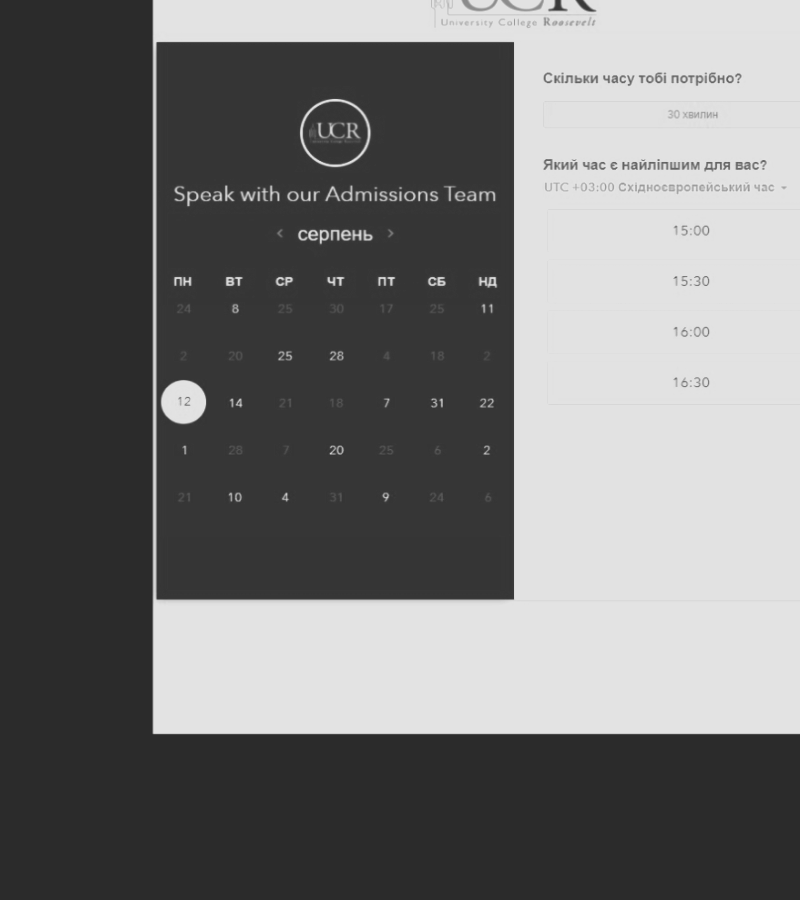 UCR
University College Roosevelt
UCR
Speak with our Admissions Team
‹ серпень ›
ПН ВТ СР ЧТ ПТ СБ НД
24 8 25 30 17 25 11
2 20 25 28 4 18 2
12 14 21 18 7 31 22
1 28 7 20 25 6 2
21 10 4 31 9 24 6
Скільки часу тобі потрібно?
30 хвилин
Який час є найліпшим для вас?
UTC +03:00 Східноєвропейський час
15:00
15:30
16:00
16:30